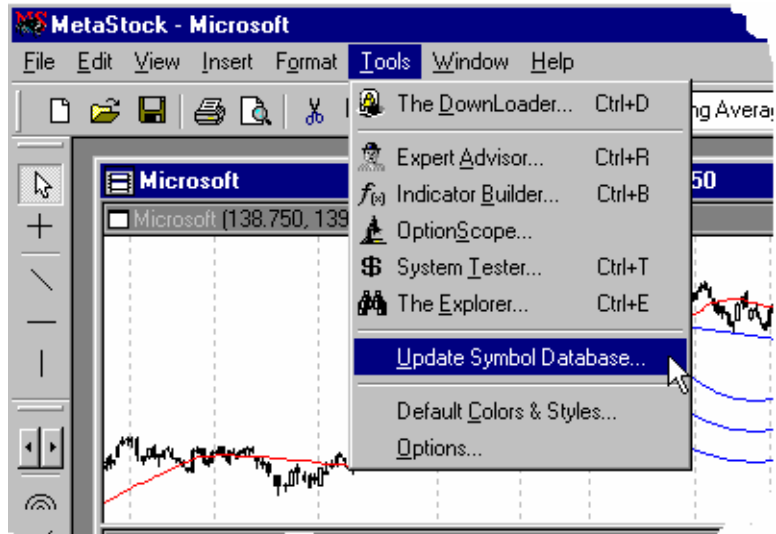 MetaStock - Microsoft
File Edit View Insert Format Tools Window Help
The DownLoader... Ctrl+D
Expert Advisor... Ctrl+R
Indicator Builder... Ctrl+B
OptionScope...
System Tester... Ctrl+T
The Explorer... Ctrl+E
Update Symbol Database...
Default Colors & Styles...
Options...
ng Avera
Microsoft
50
Microsoft (138.750, 139